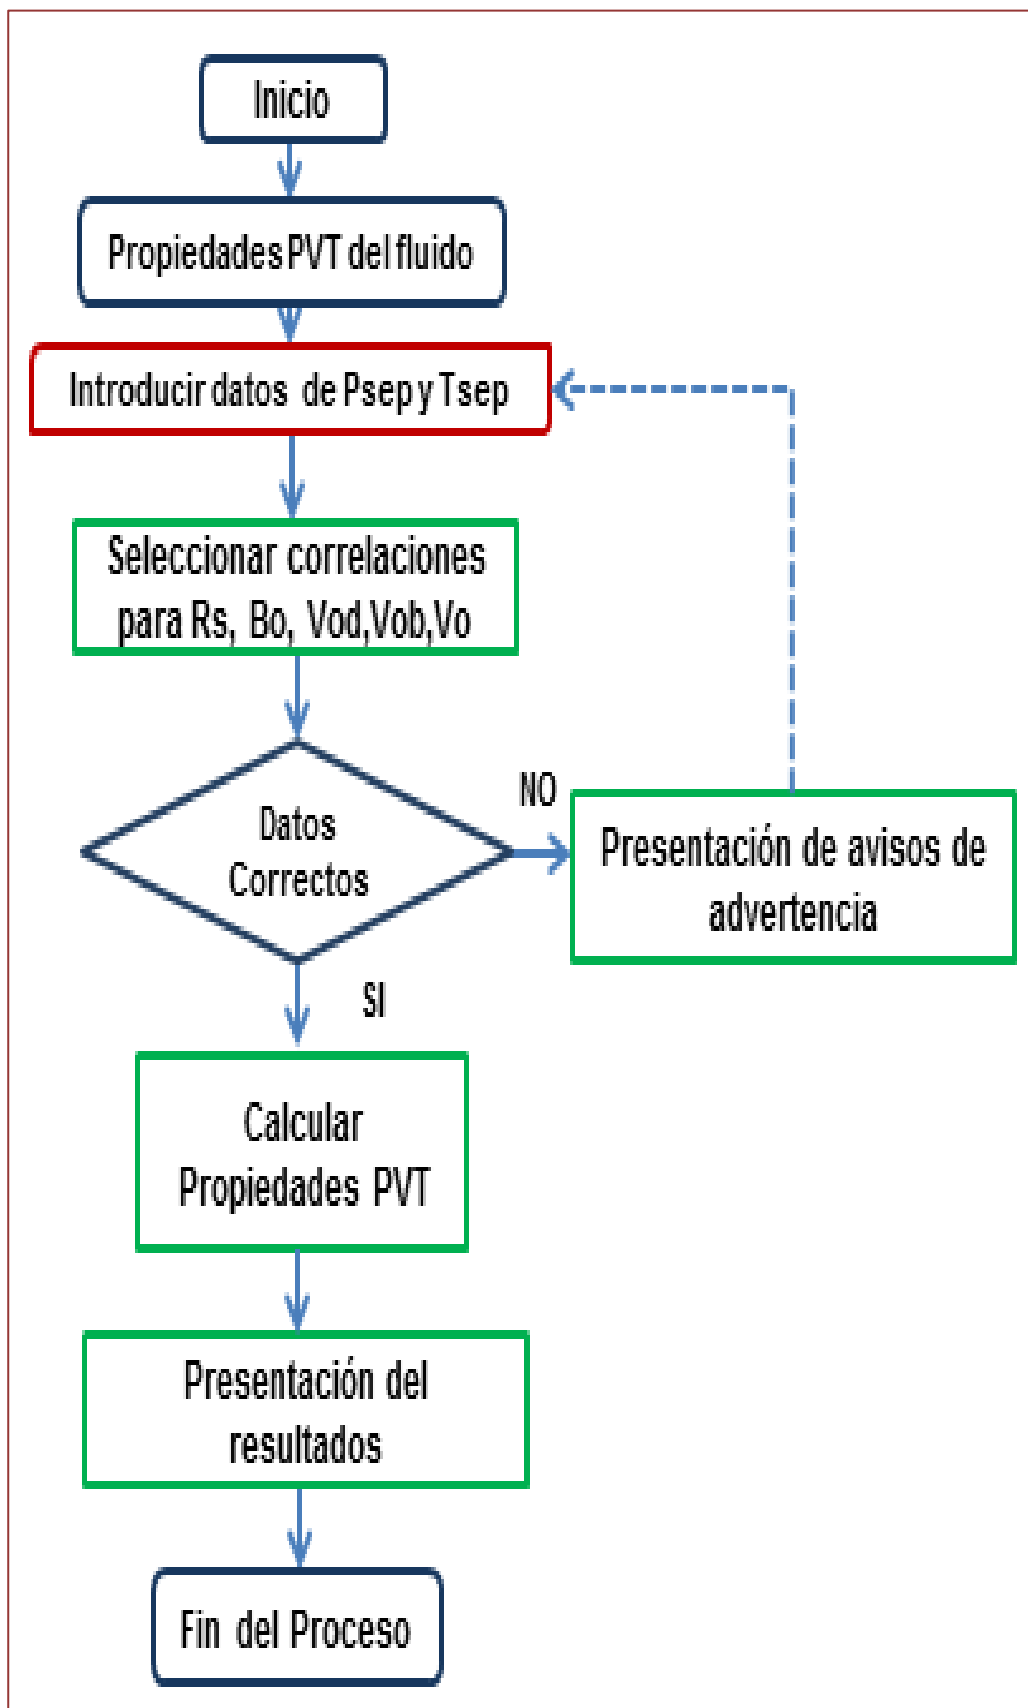 Inicio
Propiedades PVT del fluido
Introducir datos de Psep y Tsep
Seleccionar correlaciones
para Rs, Bo, Vod,Vob,Vo
Datos
Correctos
NO
Presentación de avisos de
advertencia
SI
Calcular
Propiedades PVT
Presentación del
resultados
Fin del Proceso